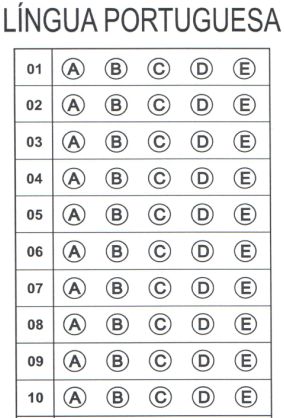 LÍNGUA PORTUGUESA
01 A B C D E
02 A B C D E
03 A B C D E
04 A B C D E
05 A B C D E
06 A B C D E
07 A B C D E
08 A B C D E
09 A B C D E
10 A B C D E